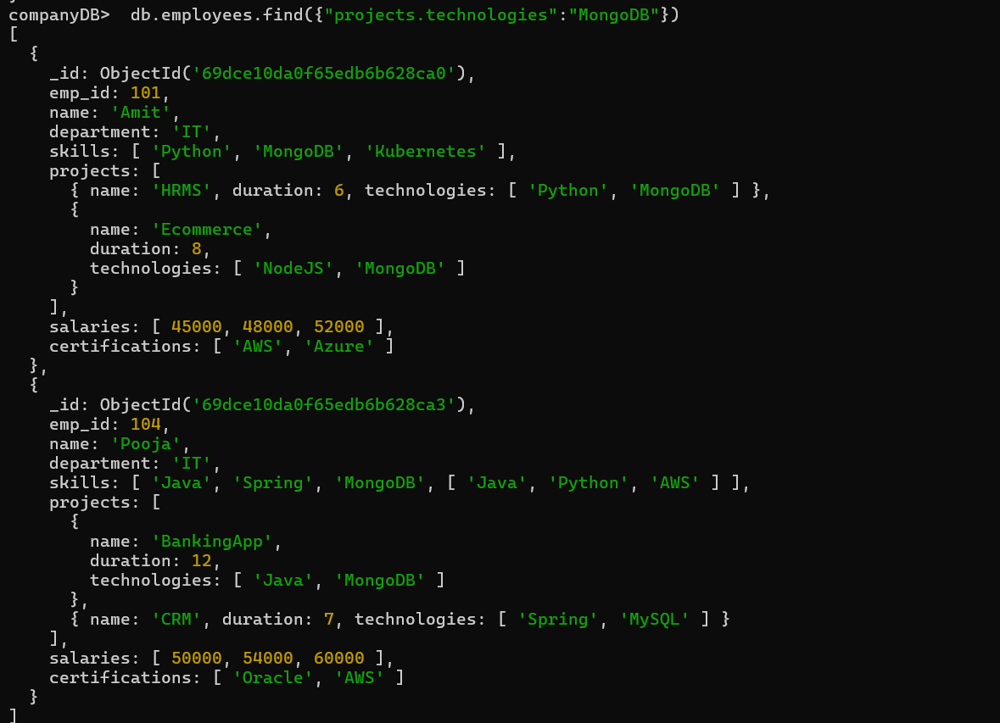 companyDB>  db.employees.find({"projects.technologies":"MongoDB"})
[
  {
    _id: ObjectId('69dce10da0f65edb6b628ca0'),
    emp_id: 101,
    name: 'Amit',
    department: 'IT',
    skills: [ 'Python', 'MongoDB', 'Kubernetes' ],
    projects: [
      { name: 'HRMS', duration: 6, technologies: [ 'Python', 'MongoDB' ] },
      {
        name: 'Ecommerce',
        duration: 8,
        technologies: [ 'NodeJS', 'MongoDB' ]
      }
    ],
    salaries: [ 45000, 48000, 52000 ],
    certifications: [ 'AWS', 'Azure' ]
  },
  {
    _id: ObjectId('69dce10da0f65edb6b628ca3'),
    emp_id: 104,
    name: 'Pooja',
    department: 'IT',
    skills: [ 'Java', 'Spring', 'MongoDB', [ 'Java', 'Python', 'AWS' ] ],
    projects: [
      {
        name: 'BankingApp',
        duration: 12,
        technologies: [ 'Java', 'MongoDB' ]
      },
      { name: 'CRM', duration: 7, technologies: [ 'Spring', 'MySQL' ] }
    ],
    salaries: [ 50000, 54000, 60000 ],
    certifications: [ 'Oracle', 'AWS' ]
  }
]